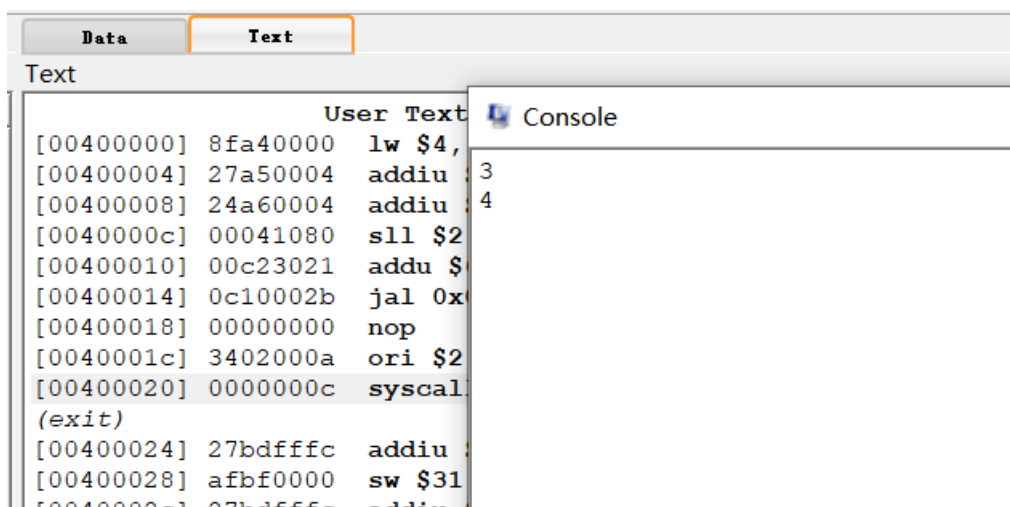 Data Text
Text
User Text
Console
[00400000] 8fa40000 lw $4,
[00400004] 27a50004 addiu
[00400008] 24a60004 addiu
[0040000c] 00041080 sll $2
[00400010] 00c23021 addu $
[00400014] 0c10002b jal 0x
[00400018] 00000000 nop
[0040001c] 3402000a ori $2
[00400020] 0000000c syscal
(exit)
[00400024] 27bdfffc addiu
[00400028] afbf0000 sw $31
3
4